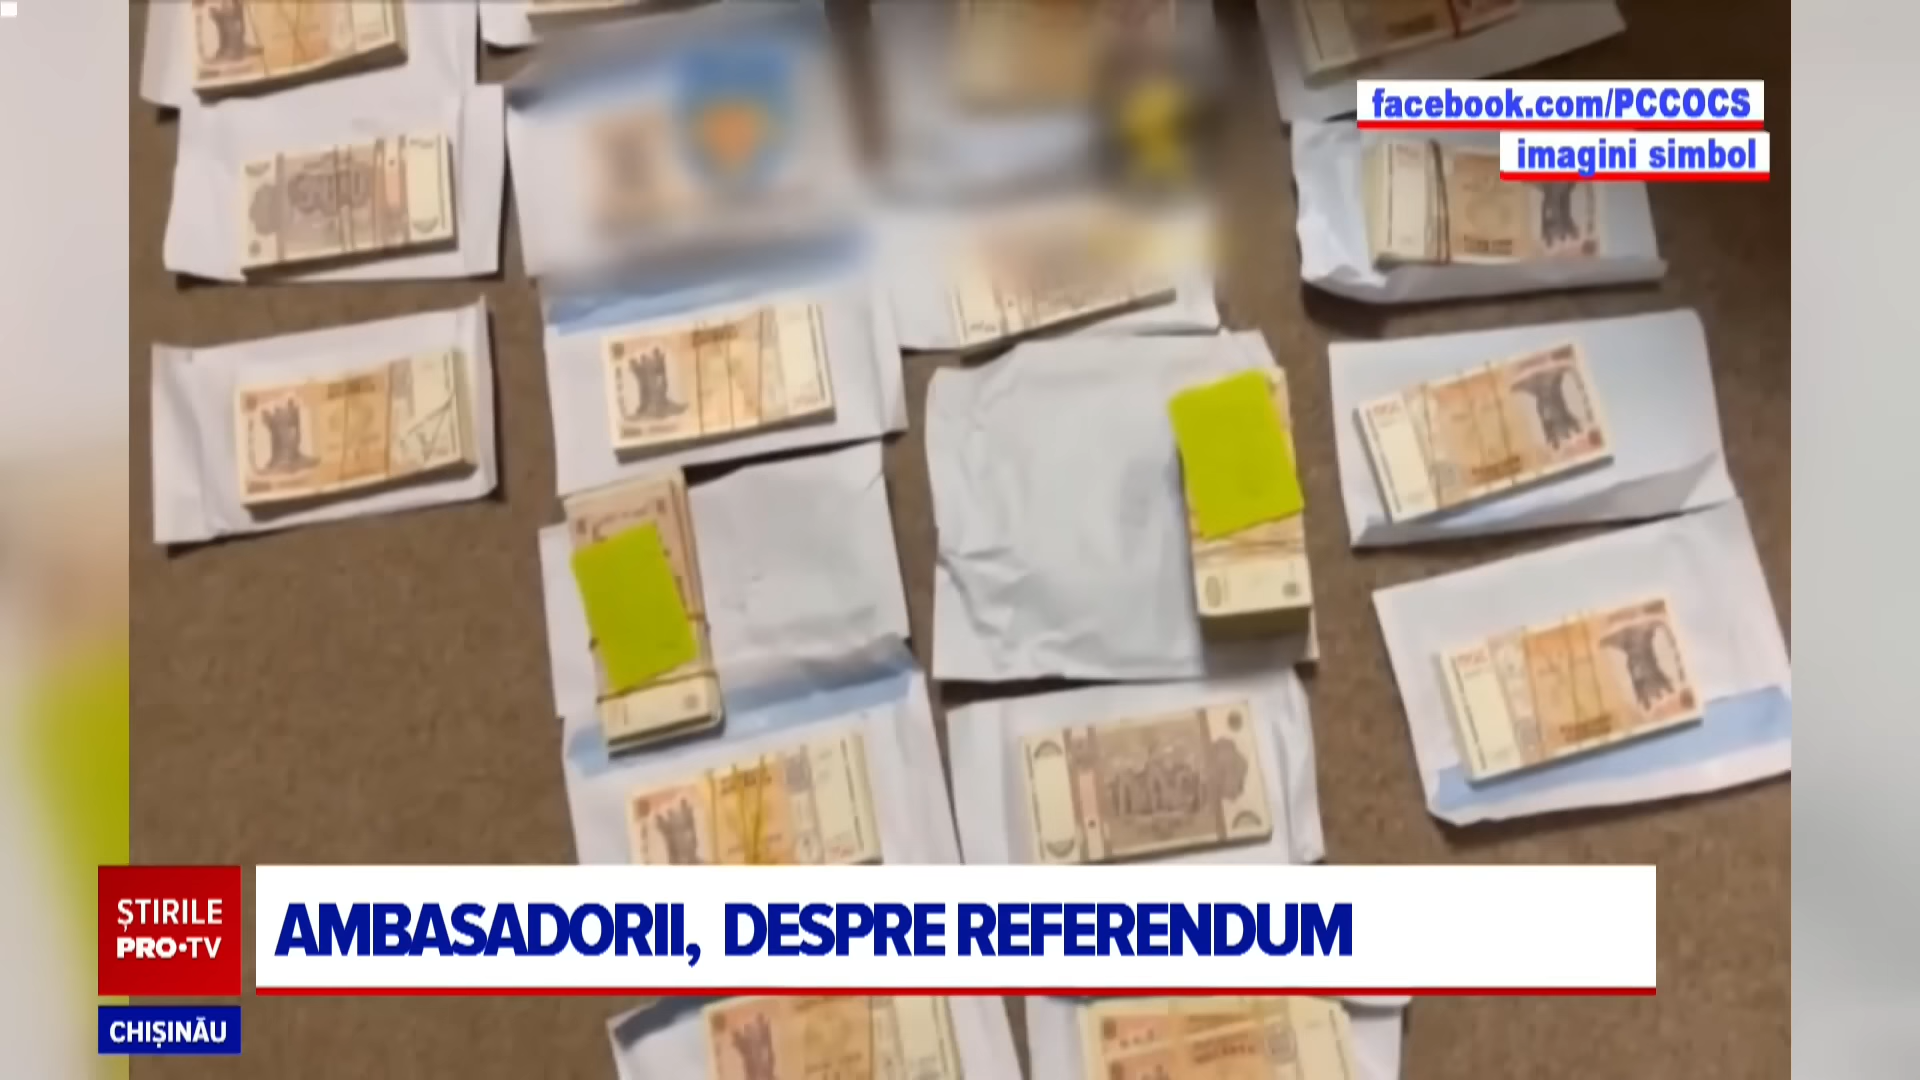 facebook.com/PCCOCS
imagini simbol
ȘTIRILE
PRO•TV
AMBASADORII, DESPRE REFERENDUM
CHIȘINĂU